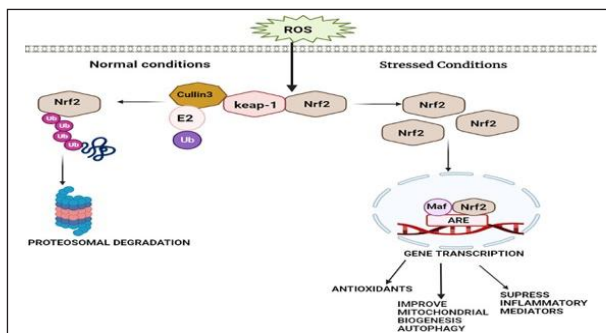 ROS
Normal conditions
Stressed Conditions
Cullin3
keap-1
Nrf2
E2
Ub
Nrf2
Ub
Ub
Ub
Ub
PROTEOSOMAL DEGRADATION
Nrf2
Nrf2
Nrf2
Maf
Nrf2
ARE
GENE TRANSCRIPTION
ANTIOXIDANTS
IMPROVE
MITOCHONDRIAL
BIOGENESIS
AUTOPHAGY
SUPRESS
INFLAMMATORY
MEDIATORS